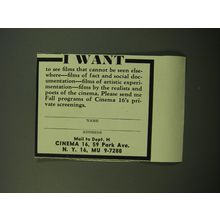 I WANT
to see films that cannot be seen else-
where—films of fact and social doc-
umentation—films of artistic experi-
mentation—films by the realists and
poets of the cinema. Please send me
Fall programs of Cinema 16's pri-
vate screenings.
NAME
ADDRESS
Mail to Dept. H
CINEMA 16, 59 Park Ave.
N. Y. 16, MU 9-7288